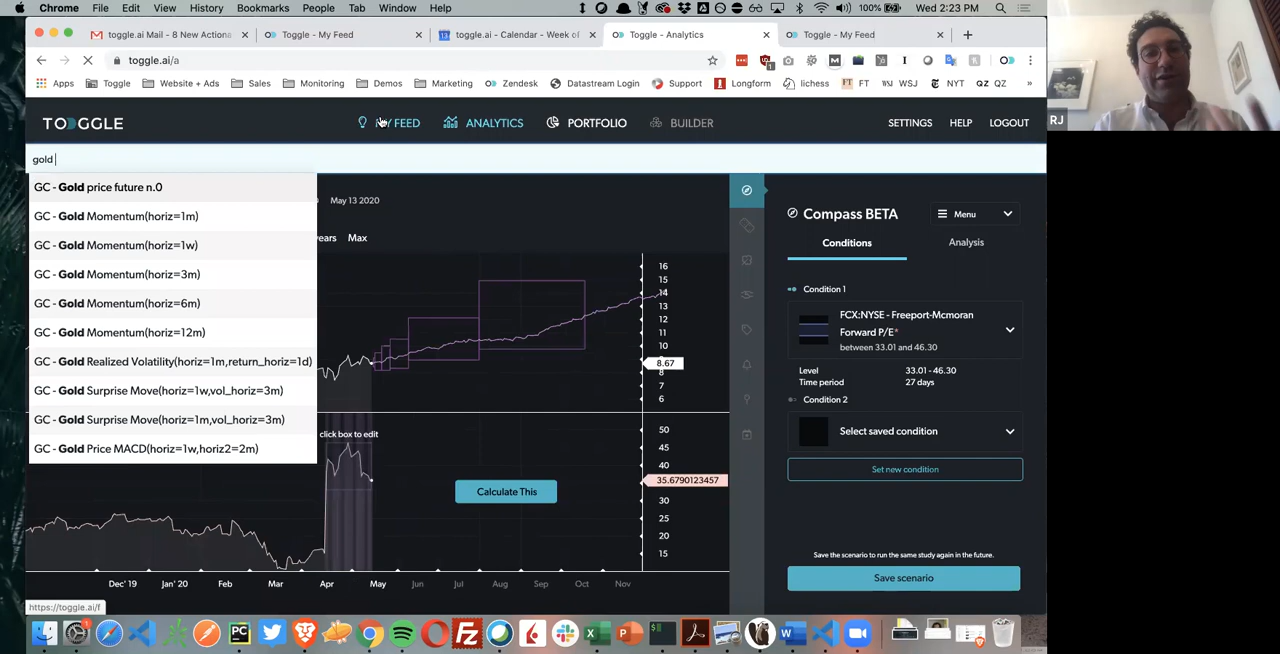 Chrome File Edit View History Bookmarks People Tab Window Help 100% Wed 2:23 PM
toggle.ai Mail - 8 New Actiona Toggle - My Feed toggle.ai - Calendar - Week of Toggle - Analytics Toggle - My Feed
toggle.ai/a
Apps Toggle Website + Ads Sales Monitoring Demos Marketing Zendesk Datastream Login Support Longform lichess FT FT WSJ WSJ NYT QZ QZ »
TOGGLE MY FEED ANALYTICS PORTFOLIO BUILDER SETTINGS HELP LOGOUT
RJ
gold
GC - Gold price future n.0
GC - Gold Momentum(horiz=1m)
GC - Gold Momentum(horiz=1w)
GC - Gold Momentum(horiz=3m)
GC - Gold Momentum(horiz=6m)
GC - Gold Momentum(horiz=12m)
GC - Gold Realized Volatility(horiz=1m,return_horiz=1d)
GC - Gold Surprise Move(horiz=1w,vol_horiz=3m)
GC - Gold Surprise Move(horiz=1m,vol_horiz=3m)
GC - Gold Price MACD(horiz=1w,horiz2=2m)
May 13 2020
years Max
16
15
14
13
12
11
10
8.67
8
7
6
click box to edit
50
45
40
35.6790123457
30
25
20
15
Calculate This
Dec' 19 Jan' 20 Feb Mar Apr May Jun Jul Aug Sep Oct Nov
Compass BETA Menu
Conditions Analysis
Condition 1
FCX:NYSE - Freeport-Mcmoran
Forward P/E*
between 33.01 and 46.30
Level 33.01 - 46.30
Time period 27 days
Condition 2
Select saved condition
Set new condition
Save the scenario to run the same study again in the future.
Save scenario
https://toggle.ai/f